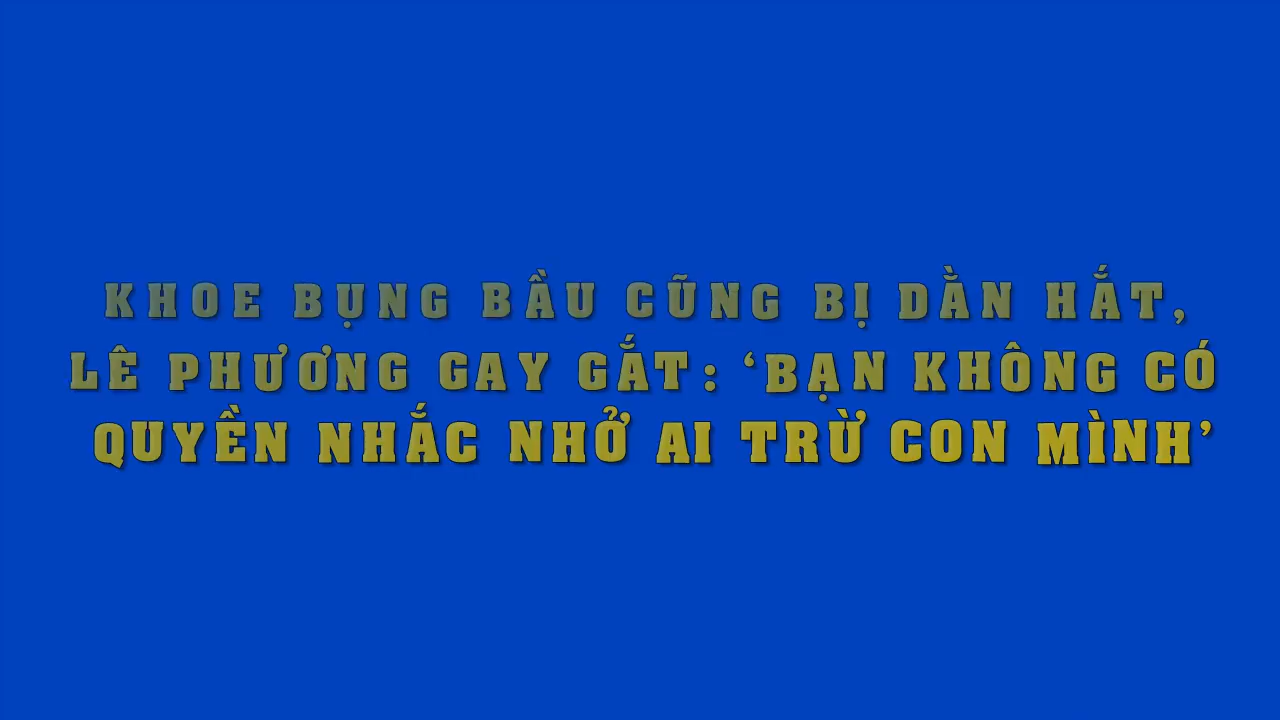 KHOE BỤNG BẦU CŨNG BỊ DẰN HẮT,
LÊ PHƯƠNG GAY GẮT: ‘BẠN KHÔNG CÓ
QUYỀN NHẮC NHỞ AI TRỪ CON MÌNH’